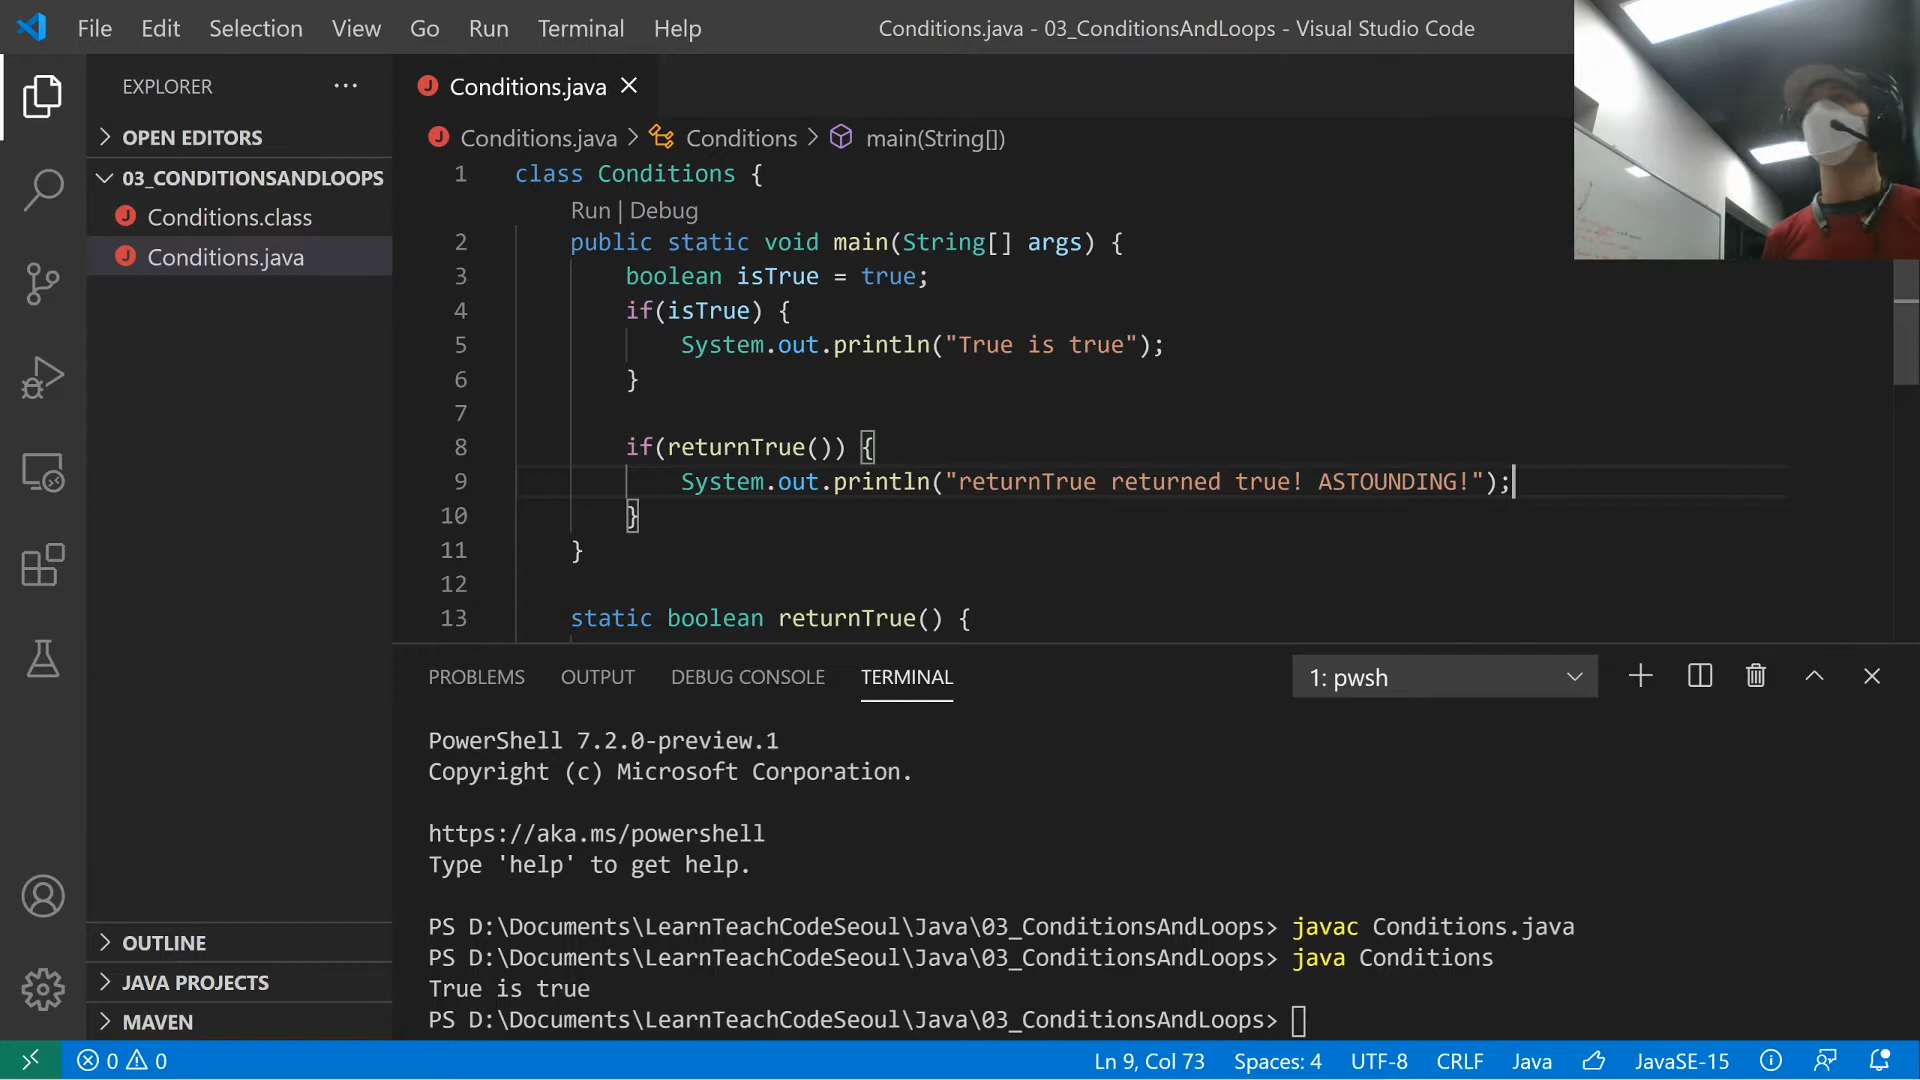 File Edit Selection View Go Run Terminal Help Conditions.java - 03_ConditionsAndLoops - Visual Studio Code
EXPLORER
OPEN EDITORS
03_CONDITIONSANDLOOPS
Conditions.class
Conditions.java
OUTLINE
JAVA PROJECTS
MAVEN
Conditions.java
Conditions.java > Conditions > main(String[])
1 class Conditions {
Run | Debug
2 public static void main(String[] args) {
3 boolean isTrue = true;
4 if(isTrue) {
5 System.out.println("True is true");
6 }
7
8 if(returnTrue()) {
9 System.out.println("returnTrue returned true! ASTOUNDING!");
10 }
11 }
12
13 static boolean returnTrue() {
PROBLEMS OUTPUT DEBUG CONSOLE TERMINAL 1: pwsh
PowerShell 7.2.0-preview.1
Copyright (c) Microsoft Corporation.
https://aka.ms/powershell
Type 'help' to get help.
PS D:\Documents\LearnTeachCodeSeoul\Java\03_ConditionsAndLoops> javac Conditions.java
PS D:\Documents\LearnTeachCodeSeoul\Java\03_ConditionsAndLoops> java Conditions
True is true
PS D:\Documents\LearnTeachCodeSeoul\Java\03_ConditionsAndLoops>
0 0 Ln 9, Col 73 Spaces: 4 UTF-8 CRLF Java JavaSE-15